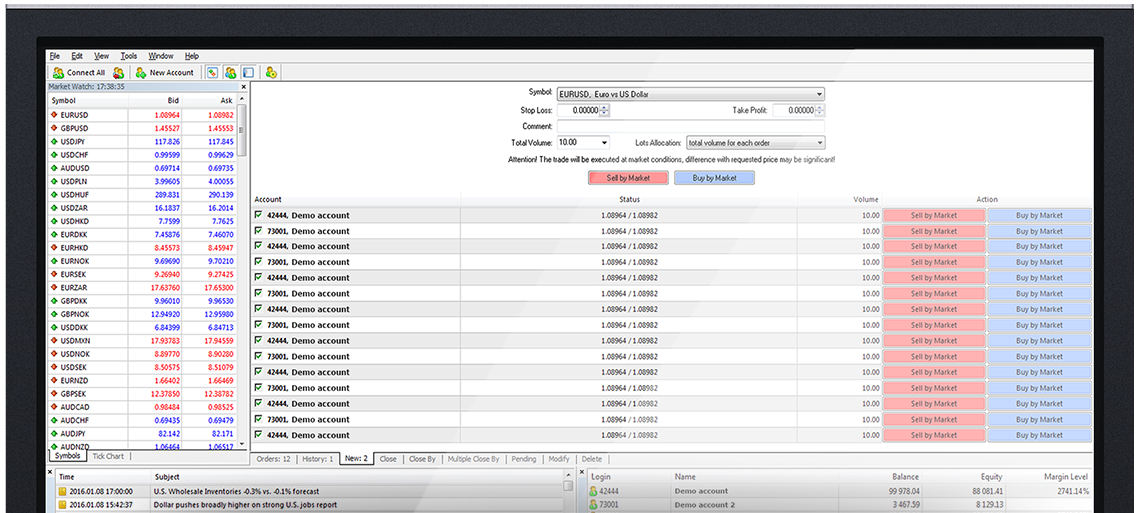 File Edit View Tools Window Help
Connect All New Account
Market Watch: 17:38:35
Symbol Bid Ask
EURUSD 1.08964 1.08982
GBPUSD 1.45527 1.45553
USDJPY 117.826 117.845
USDCHF 0.99599 0.99629
AUDUSD 0.69714 0.69735
USDPLN 3.99605 4.00055
USDHUF 289.831 290.139
USDZAR 16.1837 16.2014
USDHKD 7.7599 7.7625
EURDKK 7.45876 7.46070
EURHKD 8.45573 8.45947
EURNOK 9.69690 9.70210
EURSEK 9.26940 9.27425
EURZAR 17.63760 17.65300
GBPDKK 9.96010 9.96530
GBPNOK 12.94920 12.95980
USDDKK 6.84399 6.84713
USDMXN 17.93783 17.94559
USDNOK 8.89770 8.90280
USDSEK 8.50575 8.51079
EURNZD 1.66402 1.66469
GBPSEK 12.37850 12.38782
AUDCAD 0.98484 0.98525
AUDCHF 0.69435 0.69479
AUDJPY 82.142 82.171
AUDNZD 1.06464 1.06517
Symbols Tick Chart
Symbol: EURUSD, Euro vs US Dollar
Stop Loss: 0.00000 Take Profit: 0.00000
Comment:
Total Volume: 10.00 Lots Allocation: total volume for each order
Attention! The trade will be executed at market conditions, difference with requested price may be significant!
Sell by Market Buy by Market
Account Status Volume Action
42444, Demo account 1.08964 / 1.08982 10.00 Sell by Market Buy by Market
73001, Demo account 1.08964 / 1.08982 10.00 Sell by Market Buy by Market
42444, Demo account 1.08964 / 1.08982 10.00 Sell by Market Buy by Market
73001, Demo account 1.08964 / 1.08982 10.00 Sell by Market Buy by Market
42444, Demo account 1.08964 / 1.08982 10.00 Sell by Market Buy by Market
73001, Demo account 1.08964 / 1.08982 10.00 Sell by Market Buy by Market
42444, Demo account 1.08964 / 1.08982 10.00 Sell by Market Buy by Market
73001, Demo account 1.08964 / 1.08982 10.00 Sell by Market Buy by Market
42444, Demo account 1.08964 / 1.08982 10.00 Sell by Market Buy by Market
73001, Demo account 1.08964 / 1.08982 10.00 Sell by Market Buy by Market
42444, Demo account 1.08964 / 1.08982 10.00 Sell by Market Buy by Market
73001, Demo account 1.08964 / 1.08982 10.00 Sell by Market Buy by Market
42444, Demo account 1.08964 / 1.08982 10.00 Sell by Market Buy by Market
73001, Demo account 1.08964 / 1.08982 10.00 Sell by Market Buy by Market
42444, Demo account 1.08964 / 1.08982 10.00 Sell by Market Buy by Market
Orders: 12 History: 1 New: 2 Close Close By Multiple Close By Pending Modify Delete
Time Subject
2016.01.08 17:00:00 U.S. Wholesale Inventories -0.3% vs. -0.1% forecast
2016.01.08 15:42:37 Dollar pushes broadly higher on strong U.S. jobs report
Login Name Balance Equity Margin Level
42444 Demo account 99 978.04 88 081.41 2741.14%
73001 Demo account 2 3 467.59 8 129.13